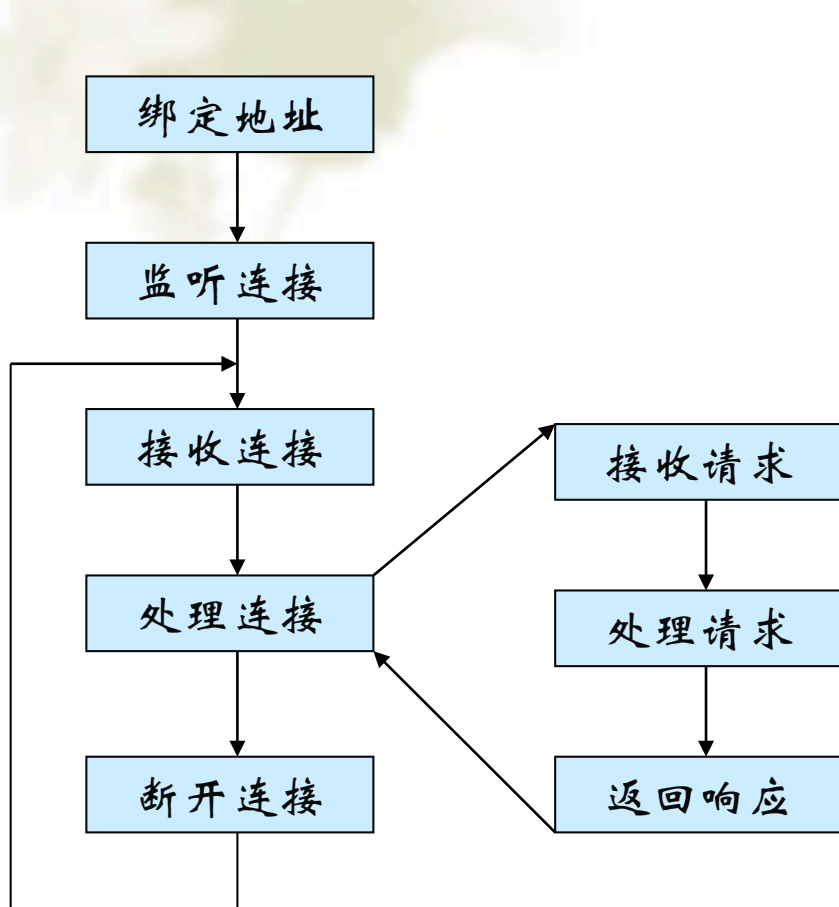 绑定地址
监听连接
接收连接
处理连接
断开连接
接收请求
处理请求
返回响应